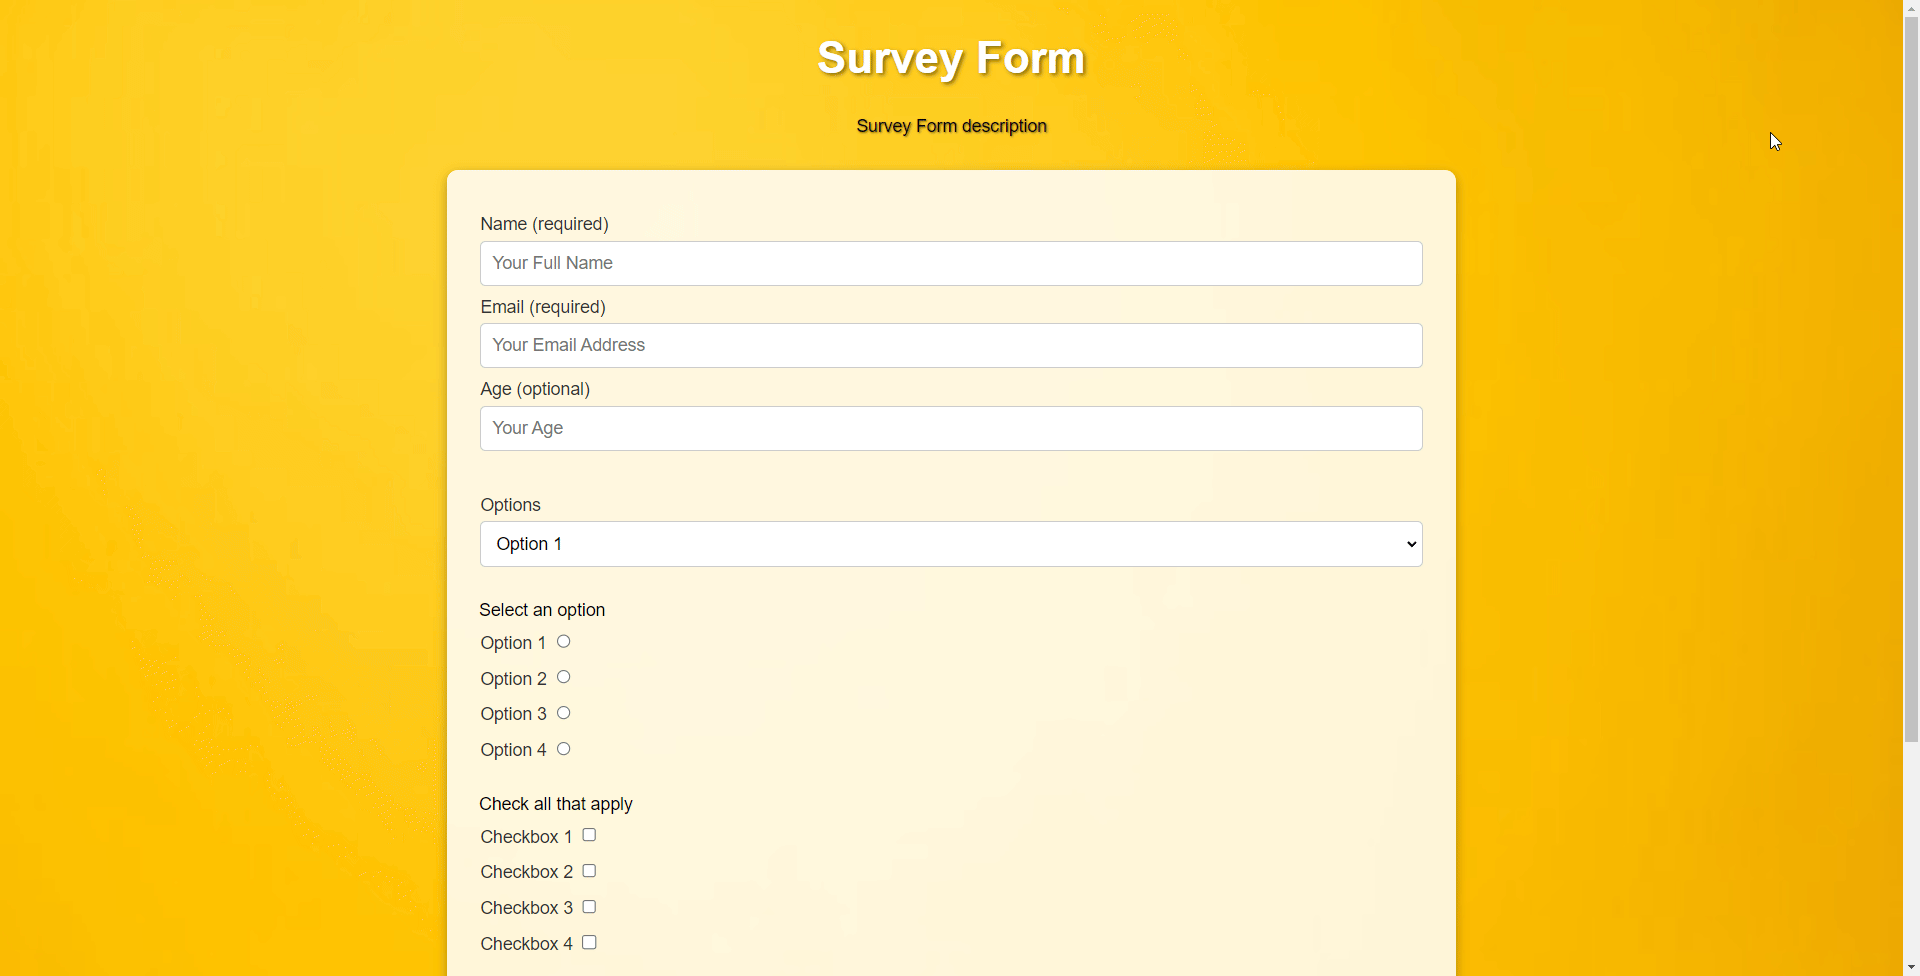 Survey Form
Survey Form description
Name (required)
Your Full Name
Email (required)
Your Email Address
Age (optional)
Your Age
Options
Option 1
Select an option
Option 1
Option 2
Option 3
Option 4
Check all that apply
Checkbox 1
Checkbox 2
Checkbox 3
Checkbox 4